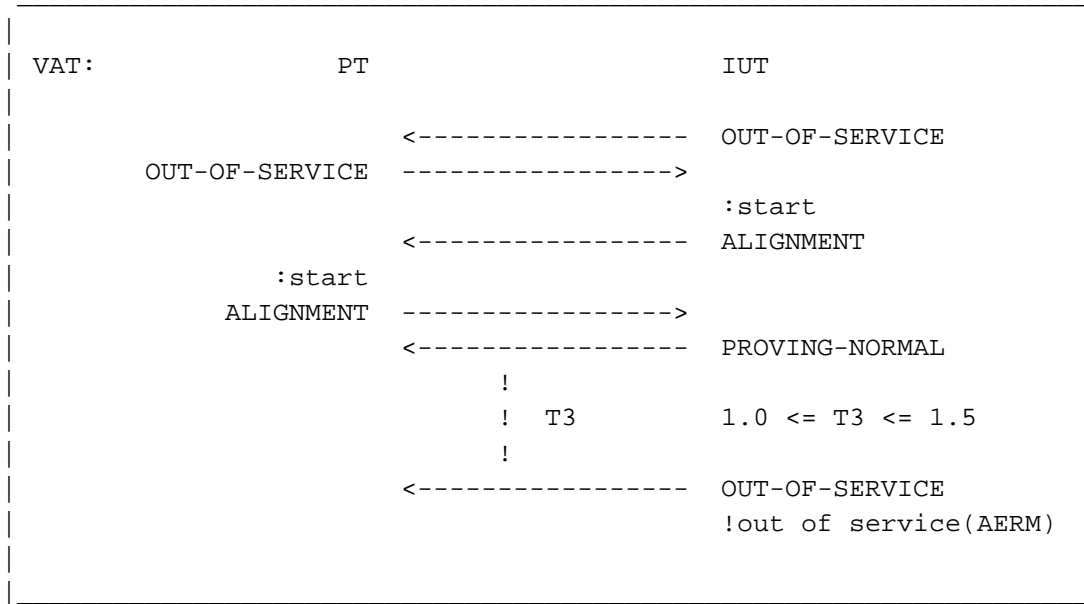 VAT: PT IUT
<----------------- OUT-OF-SERVICE
OUT-OF-SERVICE ----------------->
:start
<----------------- ALIGNMENT
:start
ALIGNMENT ----------------->
<----------------- PROVING-NORMAL
!
! T3 1.0 <= T3 <= 1.5
!
<----------------- OUT-OF-SERVICE
!out of service(AERM)